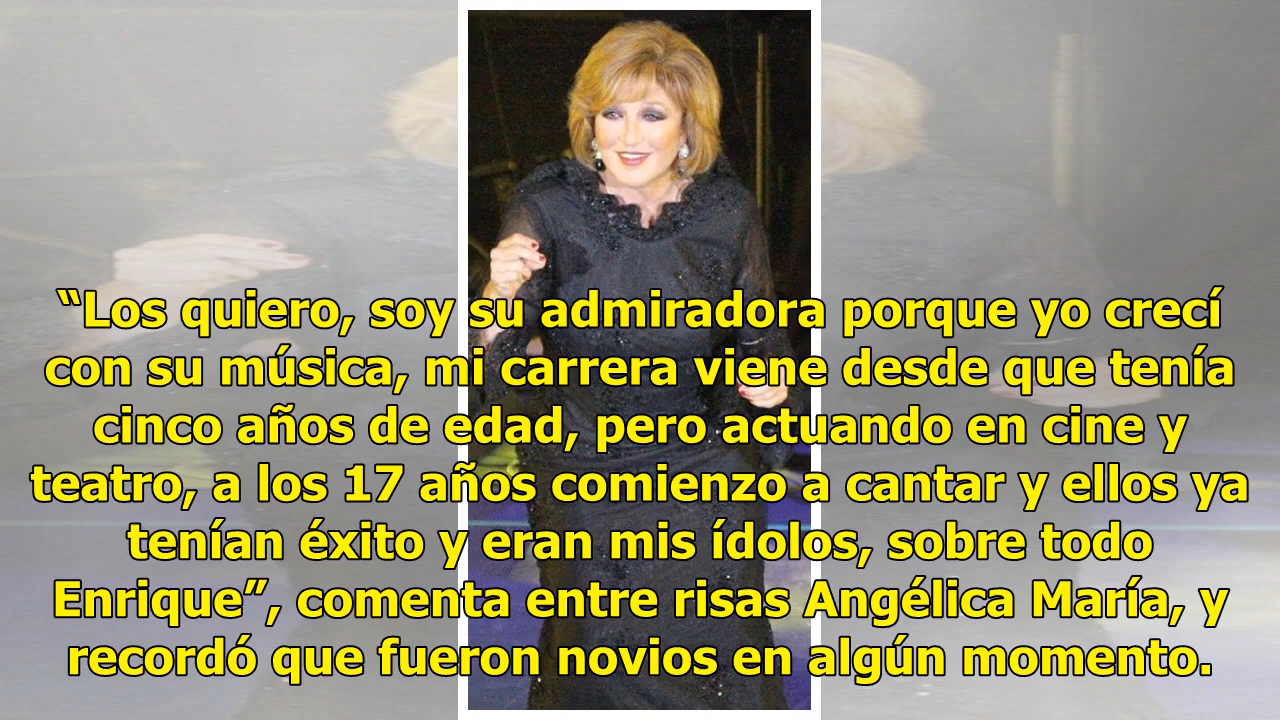 “Los quiero, soy su admiradora porque yo crecí
con su música, mi carrera viene desde que tenía
cinco años de edad, pero actuando en cine y
teatro, a los 17 años comienzo a cantar y ellos ya
tenían éxito y eran mis ídolos, sobre todo
Enrique”, comenta entre risas Angélica María, y
recordó que fueron novios en algún momento.